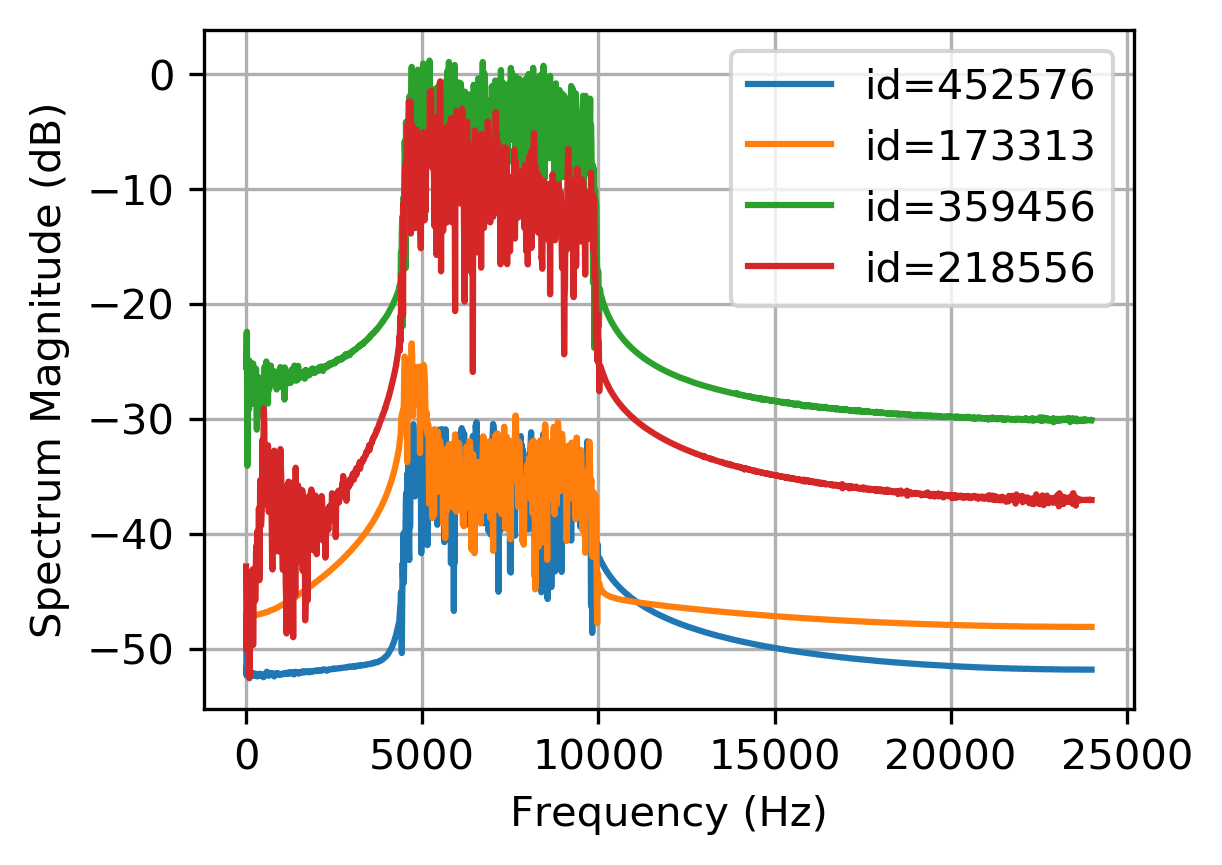 Spectrum Magnitude (dB)
0
−10
−20
−30
−40
−50
id=452576
id=173313
id=359456
id=218556
0 5000 10000 15000 20000 25000
Frequency (Hz)